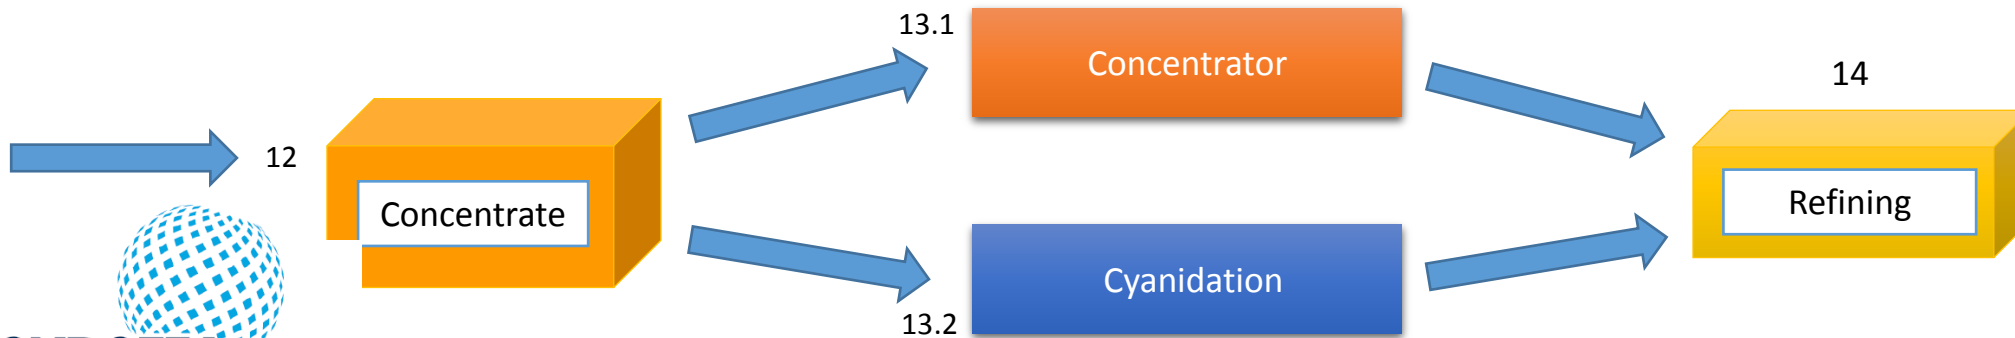 13.1
Concentrator
14
12
Concentrate
Refining
Cyanidation
13.2